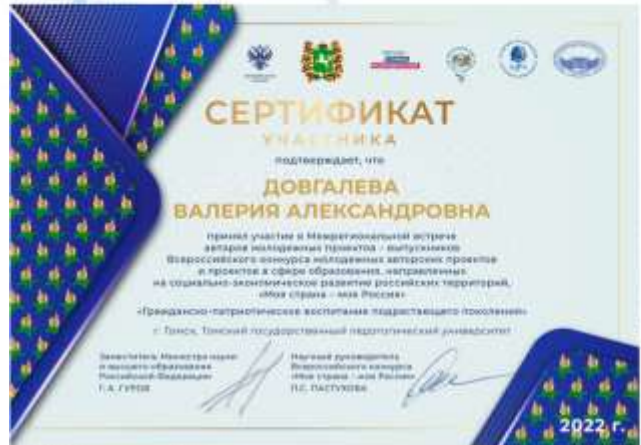 СЕРТИФИКАТ
УЧАСТНИКА
подтверждает, что
ДОВГАЛЕВА
ВАЛЕРИЯ АЛЕКСАНДРОВНА
принял участие в Межрегиональной встрече
авторов молодежных проектов – выпускников
Всероссийского конкурса молодежных авторских проектов
и проектов в сфере образования, направленных
на социально-экономическое развитие российских территорий,
«Моя страна – моя Россия»
«Гражданско-патриотическое воспитание подрастающего поколения»
г. Томск, Томский государственный педагогический университет
Заместитель Министра науки
и высшего образования
Российской Федерации
Г.А. ГУРОВ
Научный руководитель
Всероссийского конкурса
«Моя страна – моя Россия»
Л.С. ПАСТУХОВА
2022 г.